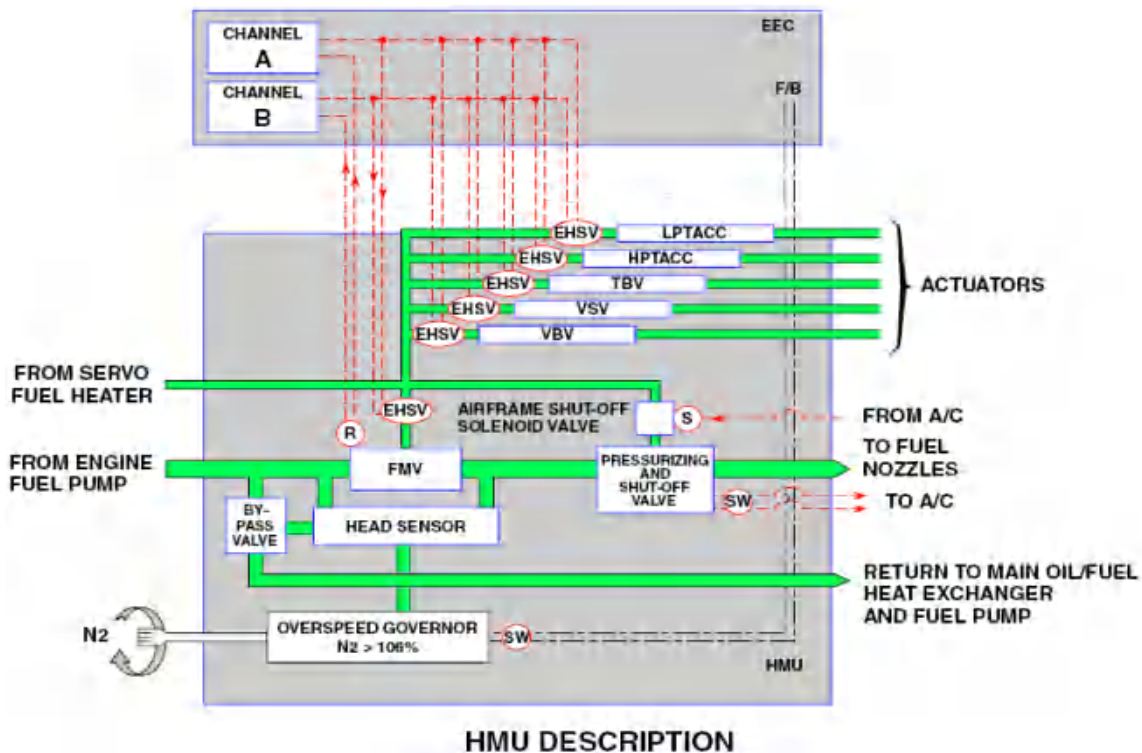 CHANNEL
A
EEC
CHANNEL
B
F/B
EHSV
LPTACC
EHSV
HPTACC
EHSV
TBV
ACTUATORS
EHSV
VSV
EHSV
VBV
FROM SERVO
FUEL HEATER
EHSV
AIRFRAME SHUT-OFF
SOLENOID VALVE
S
FROM A/C
R
TO FUEL
NOZZLES
FROM ENGINE
FUEL PUMP
FMV
PRESSURIZING
AND
SHUT-OFF
VALVE
SW
TO A/C
BY-
PASS
VALVE
HEAD SENSOR
RETURN TO MAIN OIL/FUEL
HEAT EXCHANGER
AND FUEL PUMP
N2
OVERSPEED GOVERNOR
N2 > 106%
SW
HMU
HMU DESCRIPTION